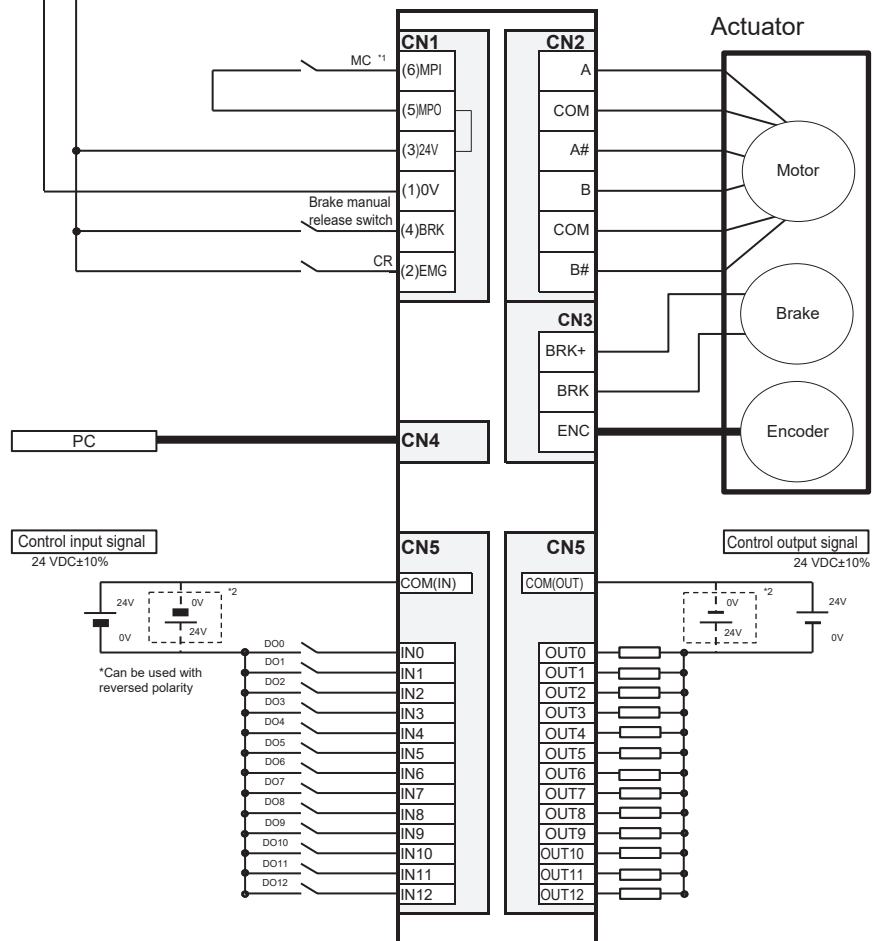 Actuator
CN1
CN2
MC *1
(6)MPI
A
(5)MPO
COM
(3)24V
A#
Motor
(1)0V
B
Brake manual
release switch
(4)BRK
COM
CR
(2)EMG
B#
CN3
Brake
BRK+
BRK
PC
CN4
ENC
Encoder
Control input signal
24 VDC±10%
CN5
CN5
Control output signal
24 VDC±10%
COM(IN)
COM(OUT)
24V
0V
*2
24V
0V
0V
*2
24V
24V
0V
*Can be used with
reversed polarity
DO0
IN0
OUT0
DO1
IN1
OUT1
DO2
IN2
OUT2
DO3
IN3
OUT3
DO4
IN4
OUT4
DO5
IN5
OUT5
DO6
IN6
OUT6
DO7
IN7
OUT7
DO8
IN8
OUT8
DO9
IN9
OUT9
DO10
IN10
OUT10
DO11
IN11
OUT11
DO12
IN12
OUT12